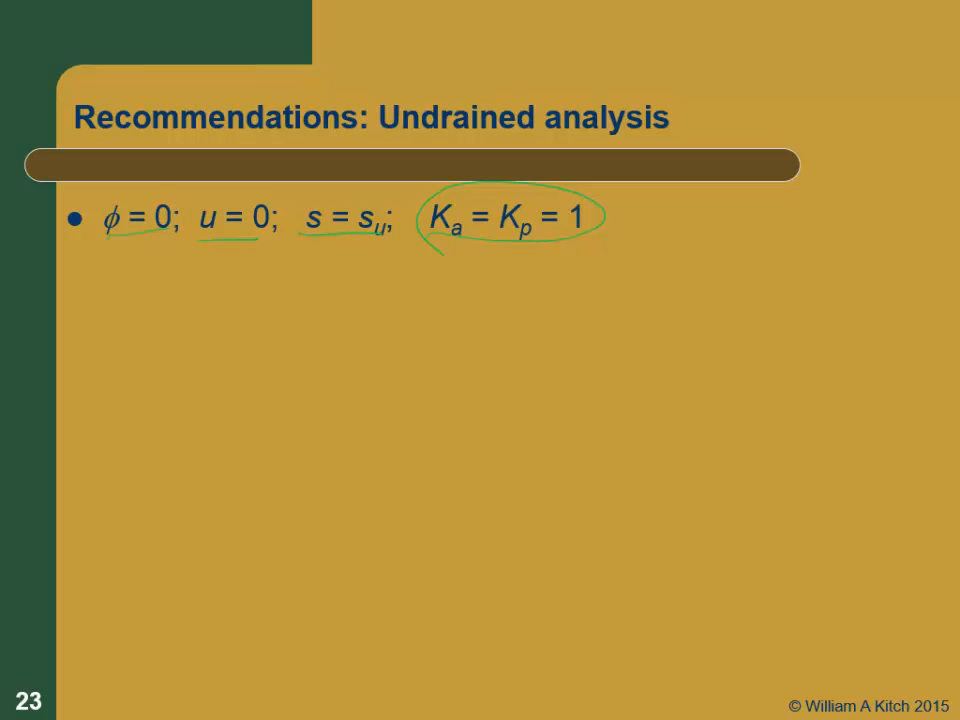 Recommendations: Undrained analysis
● ϕ = 0; u = 0; s = sᵤ; Kₐ = Kₚ = 1
23
© William A Kitch 2015